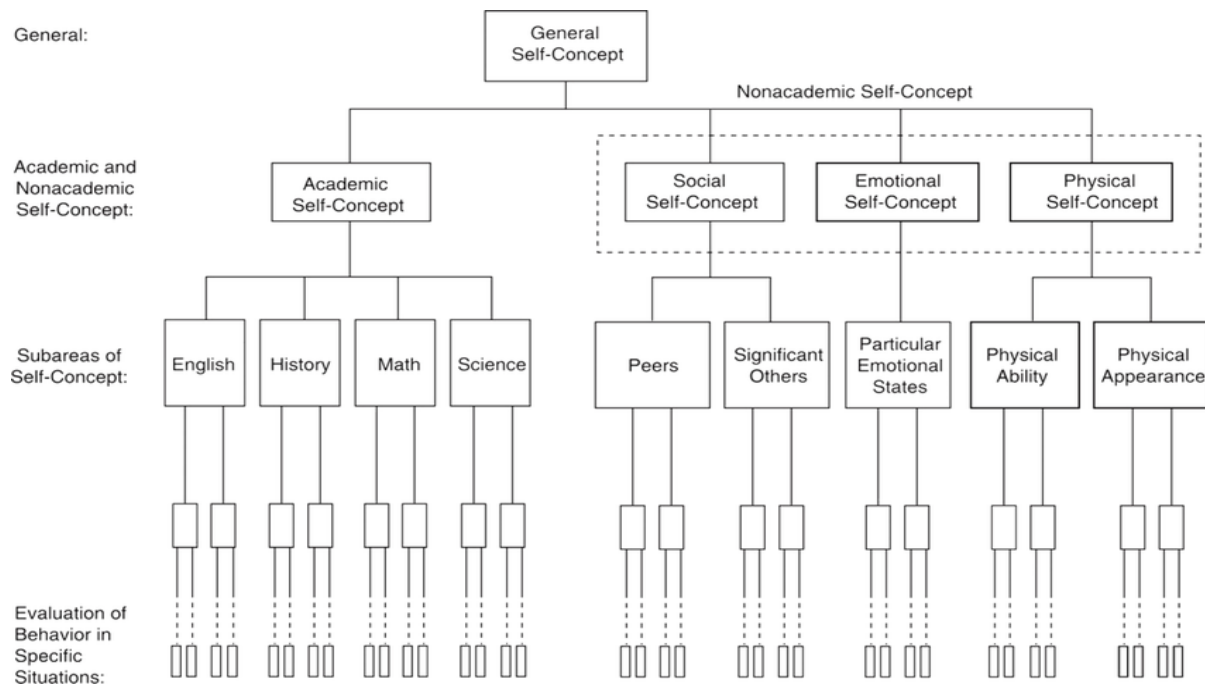 General:
General
Self-Concept
Nonacademic Self-Concept
Academic and
Nonacademic
Self-Concept:
Academic
Self-Concept
Social
Self-Concept
Emotional
Self-Concept
Physical
Self-Concept
Subareas of
Self-Concept:
English
History
Math
Science
Peers
Significant
Others
Particular
Emotional
States
Physical
Ability
Physical
Appearance
Evaluation of
Behavior in
Specific
Situations: